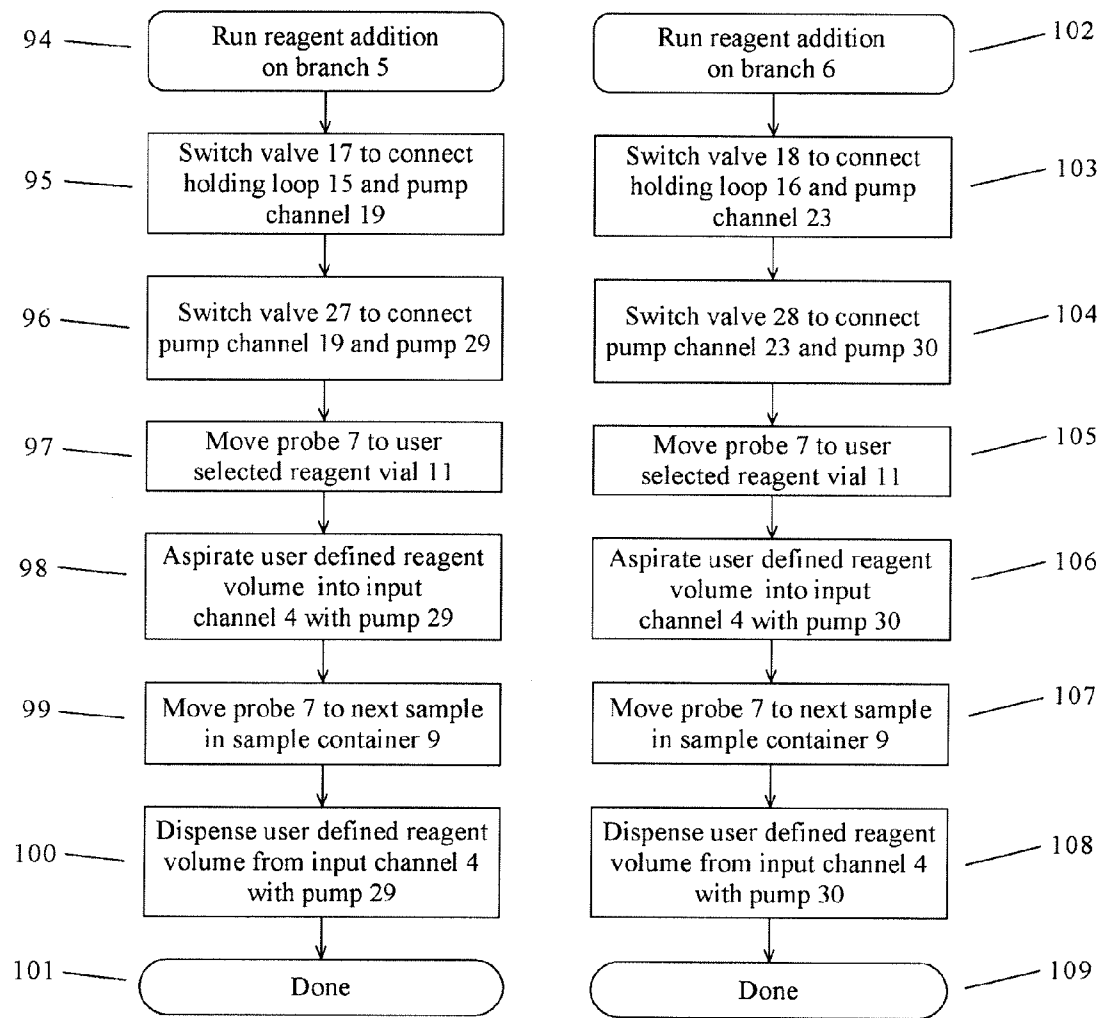 94
Run reagent addition
on branch 5
95
Switch valve 17 to connect
holding loop 15 and pump
channel 19
96
Switch valve 27 to connect
pump channel 19 and pump 29
97
Move probe 7 to user
selected reagent vial 11
98
Aspirate user defined reagent
volume into input
channel 4 with pump 29
99
Move probe 7 to next sample
in sample container 9
100
Dispense user defined reagent
volume from input channel 4
with pump 29
101
Done
Run reagent addition
on branch 6
102
Switch valve 18 to connect
holding loop 16 and pump
channel 23
103
Switch valve 28 to connect
pump channel 23 and pump 30
104
Move probe 7 to user
selected reagent vial 11
105
Aspirate user defined reagent
volume into input
channel 4 with pump 30
106
Move probe 7 to next sample
in sample container 9
107
Dispense user defined reagent
volume from input channel 4
with pump 30
108
Done
109